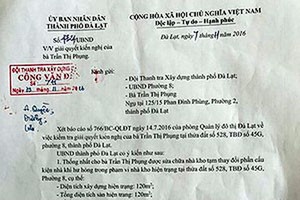 ỦY BAN NHÂN DÂN
THÀNH PHỐ ĐÀ LẠT
CỘNG HÒA XÃ HỘI CHỦ NGHĨA VIỆT NAM
Độc lập - Tự do - Hạnh phúc
Số: /UBND
V/v giải quyết kiến nghị của
bà Trần Thị Phụng
Đà Lạt, ngày 7 tháng 11 năm 2016
ĐỘI THANH TRA XÂY DỰNG
CÔNG VĂN ĐẾN
Kính gửi:
- Đội Thanh Tra Xây dựng thành phố Đà Lạt;
- UBND Phường 8;
- Bà Trần Thị Phụng
Ngụ tại 125/15 Phan Đình Phùng, Phường 2,
thành phố Đà Lạt.
Xét báo cáo số 766/BC-QLĐT ngày 14.7.2016 của phòng Quản lý đô thị Đà Lạt về
việc kiểm tra giải quyết kiến nghị của bà Trần Thị Phụng tại thửa đất số 528, TBĐ số 45G,
phường 8, thành phố Đà Lạt.
UBND thành phố Đà Lạt có ý kiến như sau:
1. Thống nhất cho bà Trần Thị Phụng được sửa chữa nhà kho tạm thay đổi phần cấu
kiện nhà khi hư hỏng trong phạm vi nhà kho hiện trạng tại thửa đất số 528, TBĐ số 45G,
Phường 8, cụ thể:
- Diện tích xây dựng hiện trạng: 120m²;
- Diện tích sàn hiện trạng: 120m²;